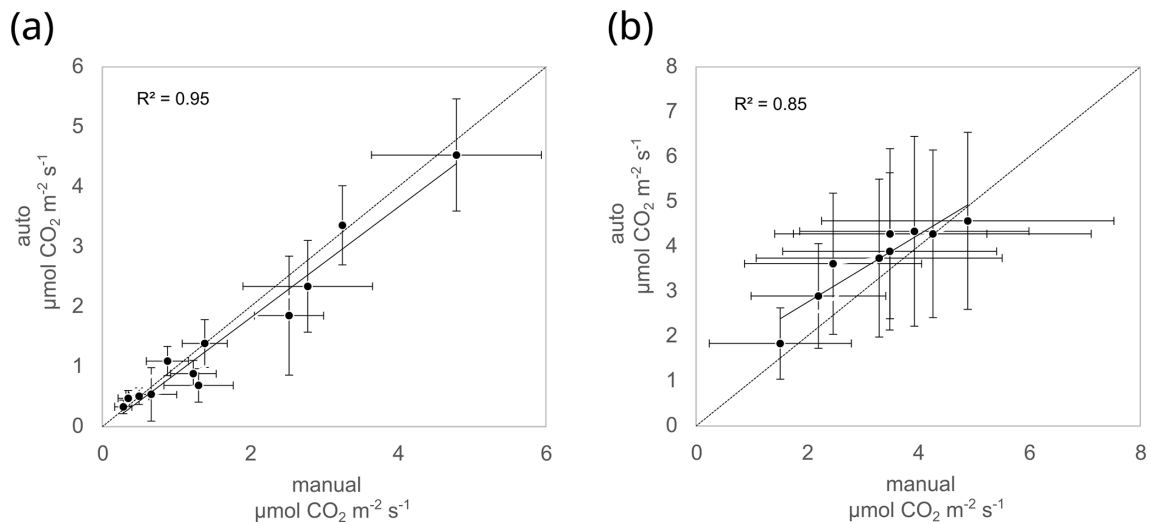 (a)
R² = 0.95
6
5
4
3
2
1
0
auto
µmol CO₂ m⁻² s⁻¹
0 2 4 6
manual
µmol CO₂ m⁻² s⁻¹
(b)
R² = 0.85
8
7
6
5
4
3
2
1
0
auto
µmol CO₂ m⁻² s⁻¹
0 2 4 6 8
manual
µmol CO₂ m⁻² s⁻¹